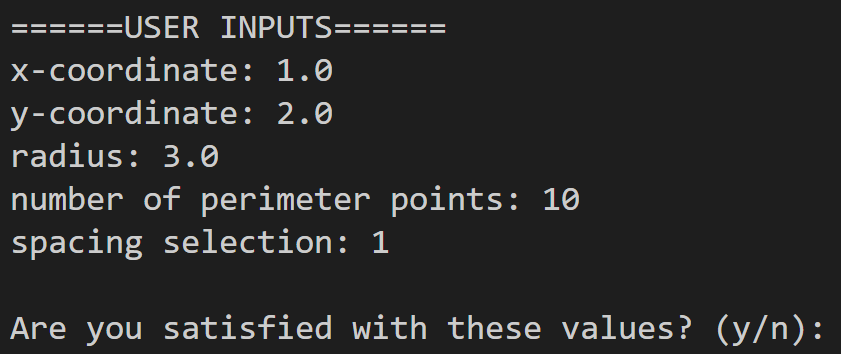 ======USER INPUTS======
x-coordinate: 1.0
y-coordinate: 2.0
radius: 3.0
number of perimeter points: 10
spacing selection: 1
Are you satisfied with these values? (y/n):